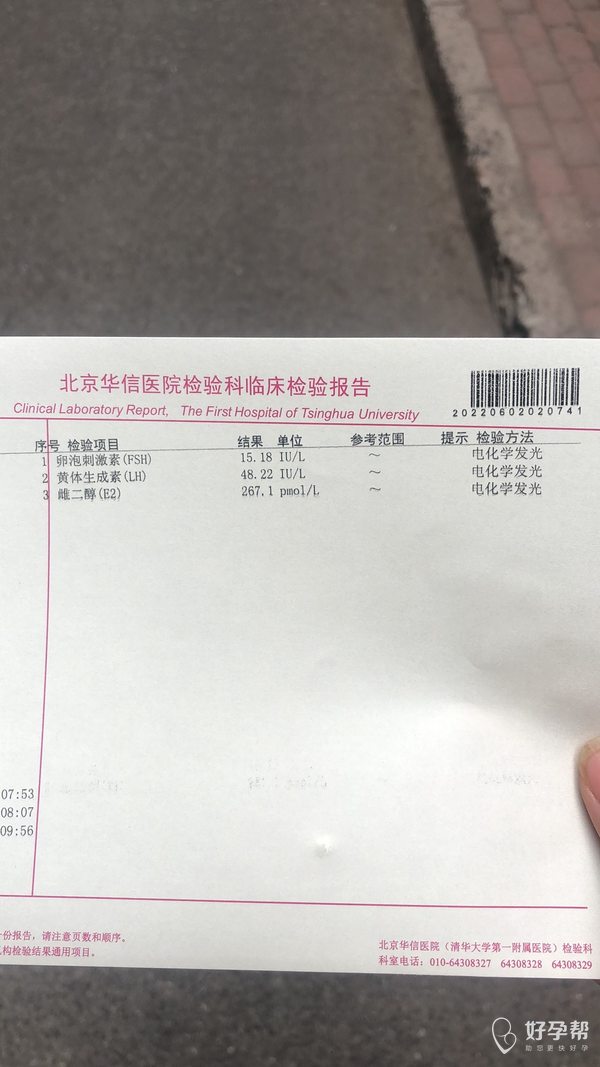 北京华信医院检验科临床检验报告
Clinical Laboratory Report, The First Hospital of Tsinghua University
20220602020741
序号 检验项目 结果 单位 参考范围 提示 检验方法
1 卵泡刺激素(FSH) 15.18 IU/L ～ 电化学发光
2 黄体生成素(LH) 48.22 IU/L ～ 电化学发光
3 雌二醇(E2) 267.1 pmol/L ～ 电化学发光
07:53
08:07
09:56
份报告，请注意页数和顺序。
构检验结果通用项目。
北京华信医院（清华大学第一附属医院）检验科
科室电话：010-64308327 64308328 64308329
好孕帮
助您更快好孕